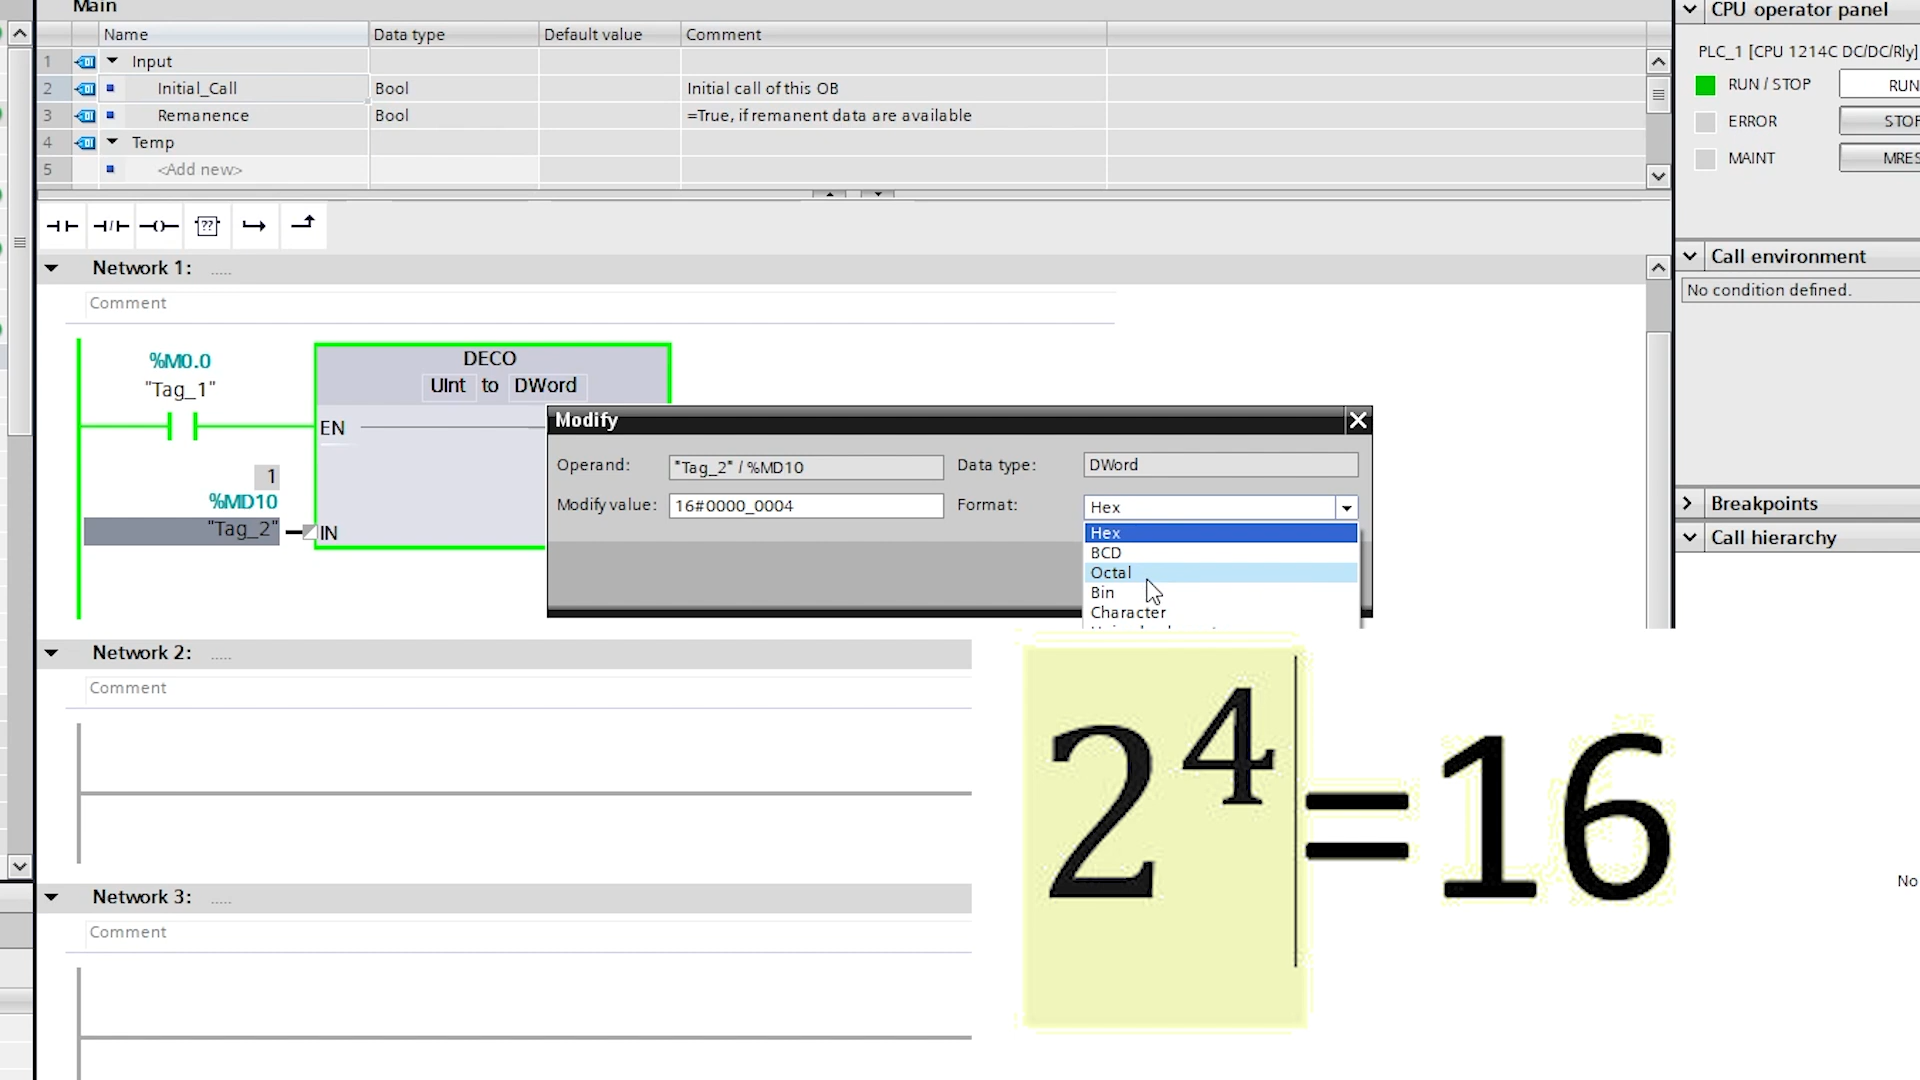 Main
Name Data type Default value Comment
1 Input
2 Initial_Call Bool Initial call of this OB
3 Remanence Bool =True, if remanent data are available
4 Temp
5 <Add new>
CPU operator panel
PLC_1 [CPU 1214C DC/DC/Rly]
RUN / STOP RUN
ERROR
MAINT MRES
Call environment
No condition defined.
Breakpoints
Call hierarchy
??
Network 1: .....
Comment
%M0.0
"Tag_1"
DECO
UInt to DWord
EN
1
%MD10
"Tag_2"
IN
Modify
Operand: "Tag_2" / %MD10 Data type: DWord
Modify value: 16#0000_0004 Format: Hex
Hex
BCD
Octal
Bin
Character
Network 2: .....
Comment
2⁴=16
No
Network 3: .....
Comment